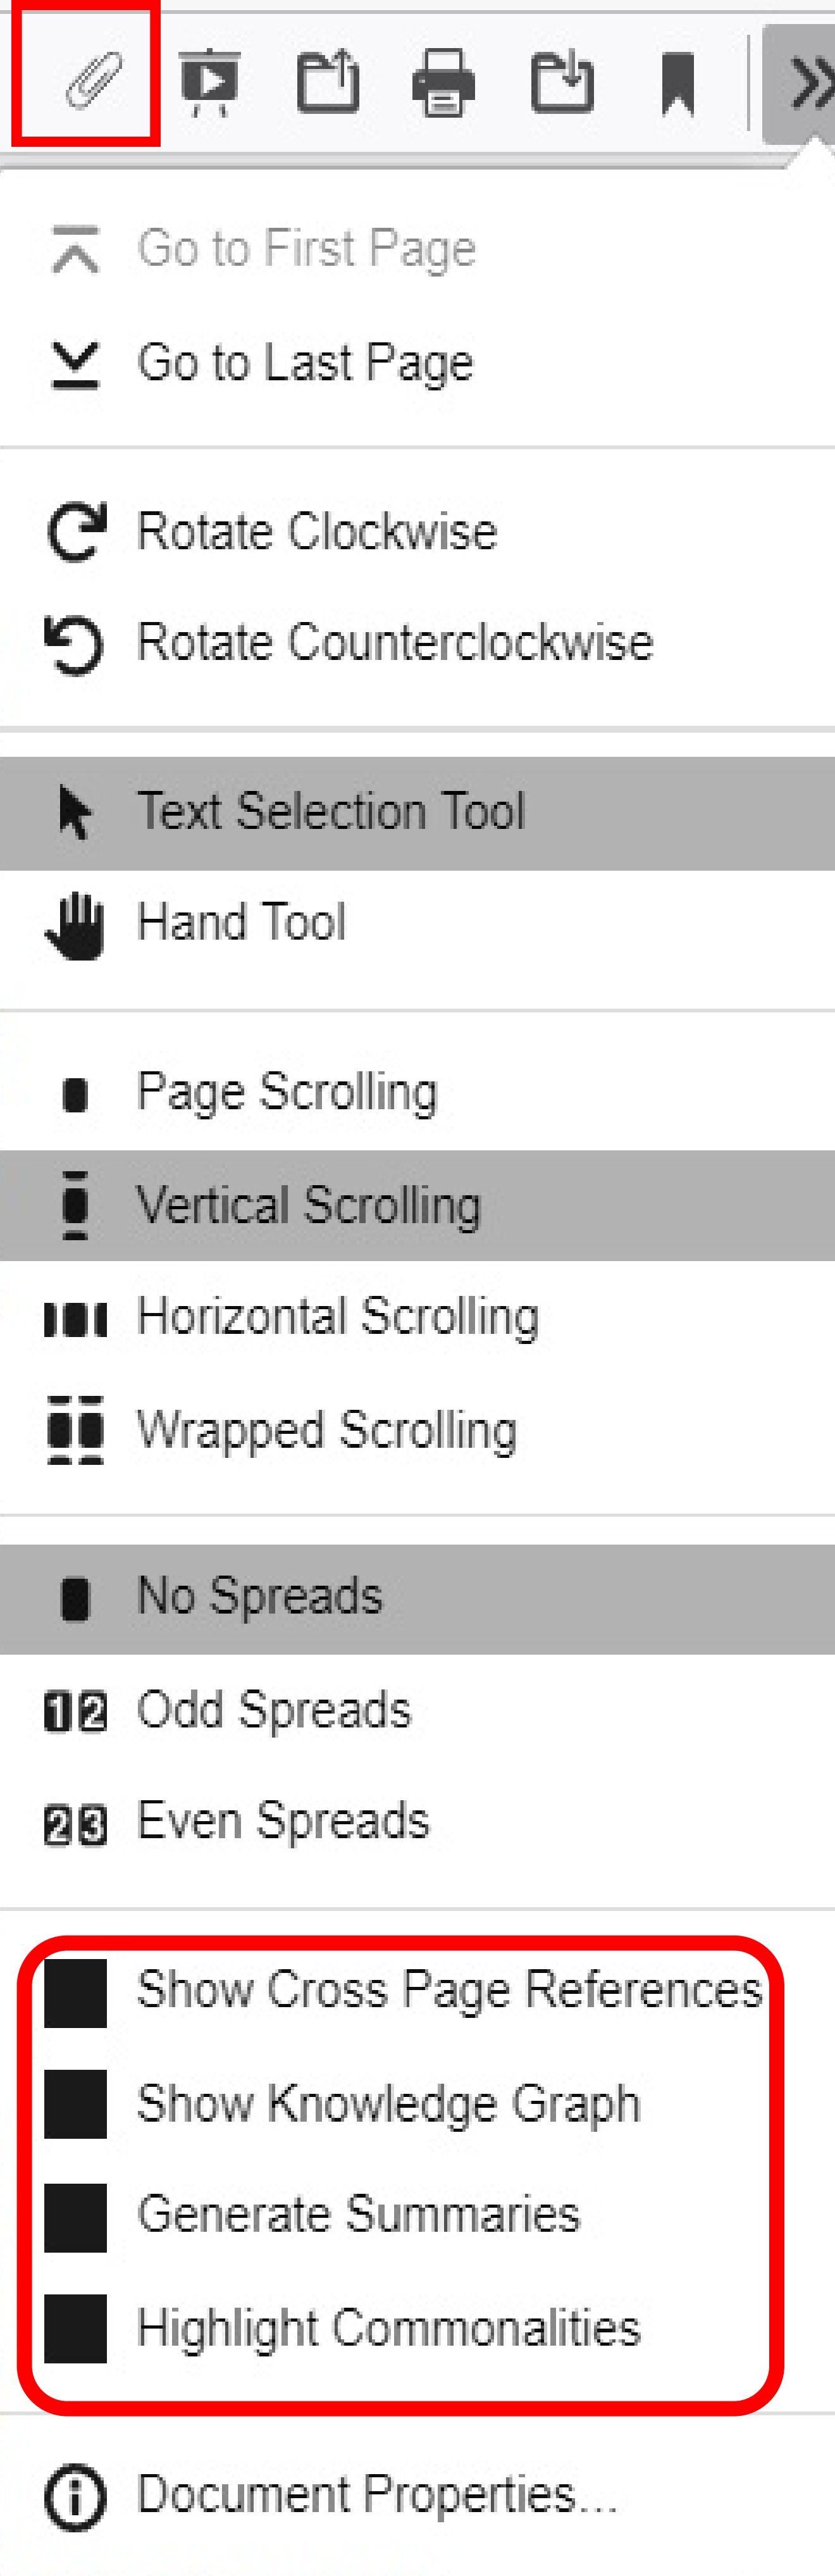 Go to First Page
Go to Last Page
Rotate Clockwise
Rotate Counterclockwise
Text Selection Tool
Hand Tool
Page Scrolling
Vertical Scrolling
Horizontal Scrolling
Wrapped Scrolling
No Spreads
12 Odd Spreads
23 Even Spreads
Show Cross Page References
Show Knowledge Graph
Generate Summaries
Highlight Commonalities
Document Properties...